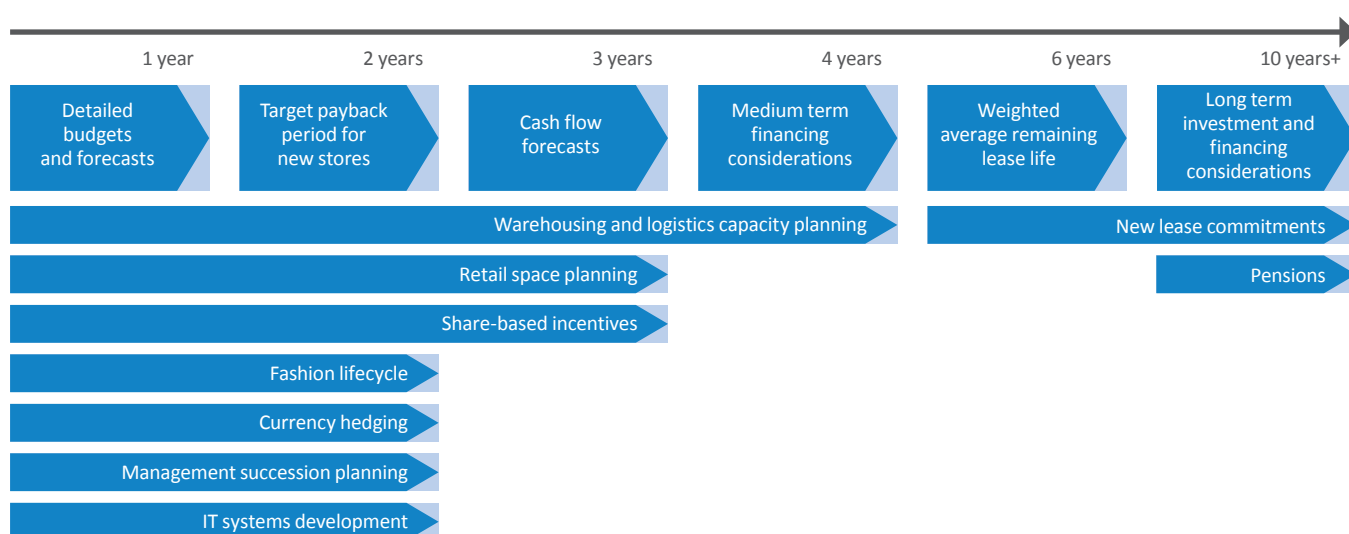 1 year
2 years
3 years
4 years
6 years
10 years+
Detailed
budgets
and forecasts
Target payback
period for
new stores
Cash flow
forecasts
Medium term
financing
considerations
Weighted
average remaining
lease life
Long term
investment and
financing
considerations
Warehousing and logistics capacity planning
New lease commitments
Retail space planning
Pensions
Share-based incentives
Fashion lifecycle
Currency hedging
Management succession planning
IT systems development